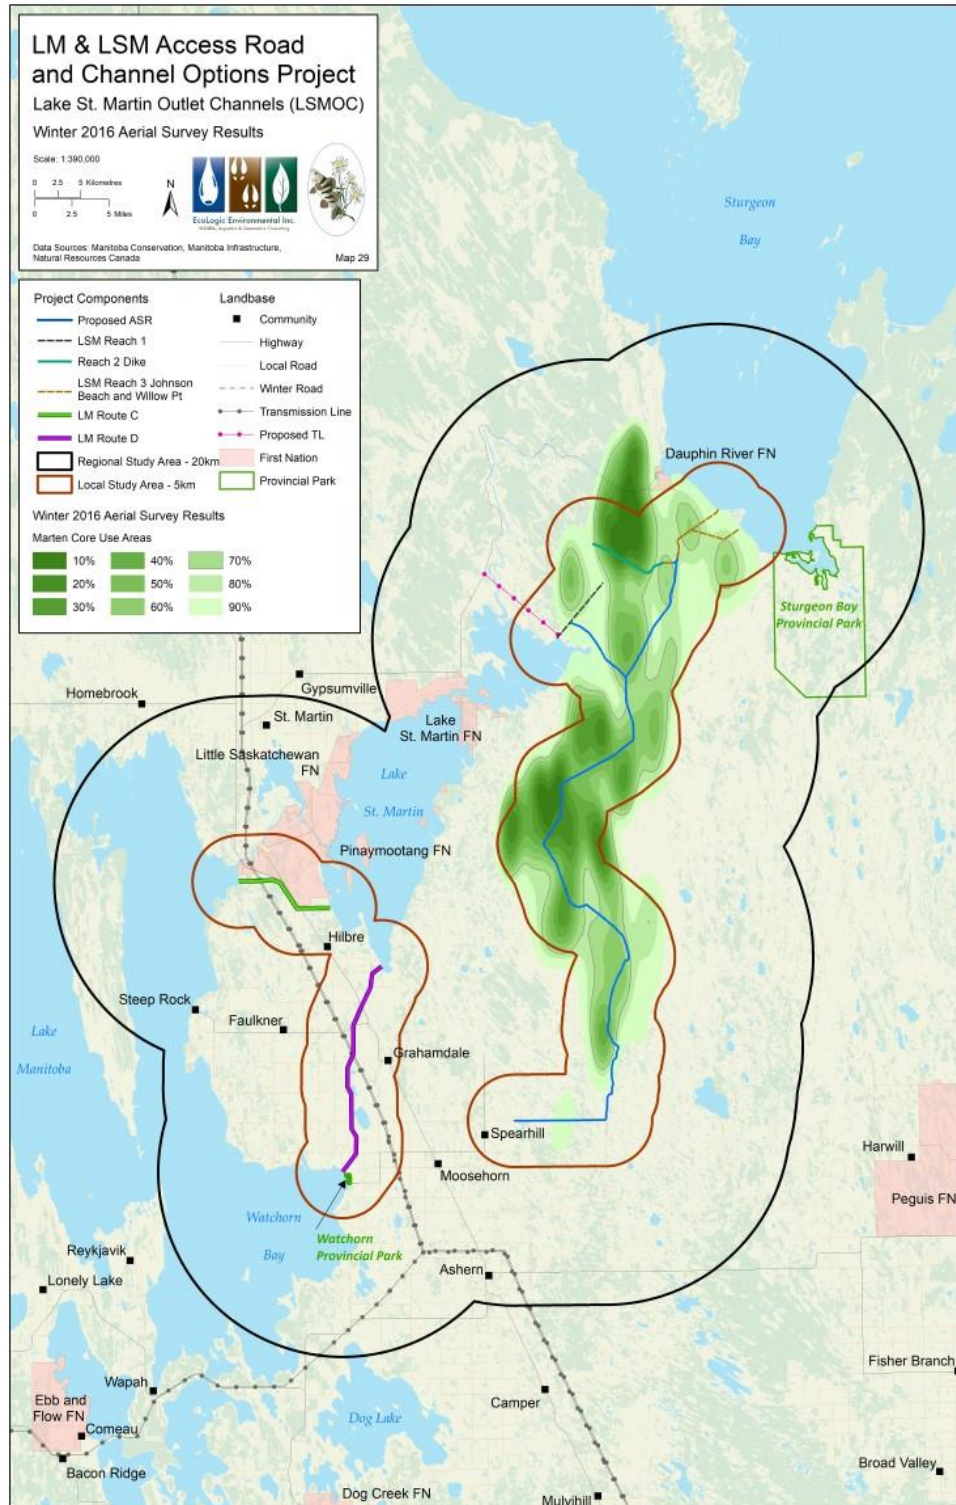 LM & LSM Access Road
and Channel Options Project
Lake St. Martin Outlet Channels (LSMOC)
Winter 2016 Aerial Survey Results
Scale: 1:390,000
0 2.5 5 Kilometres
0 2.5 5 Miles
N
EcoLogic Environmental Inc.
Data Sources: Manitoba Conservation, Manitoba Infrastructure,
Natural Resources Canada
Map 29
Project Components
Proposed ASR
LSM Reach 1
Reach 2 Dike
LSM Reach 3 Johnson
Beach and Willow Pt
LM Route C
LM Route D
Regional Study Area - 20km
Local Study Area - 5km
Landbase
Community
Highway
Local Road
Winter Road
Transmission Line
Proposed TL
First Nation
Provincial Park
Winter 2016 Aerial Survey Results
Marten Core Use Areas
10% 40% 70%
20% 50% 80%
30% 60% 90%
Sturgeon
Bay
Dauphin River FN
Sturgeon Bay
Provincial Park
Homebrook
Gypsumville
St. Martin
Lake
St. Martin FN
Little Saskatchewan
FN
Lake
St. Martin
Pinaymootang FN
Hilbre
Steep Rock
Faulkner
Lake
Manitoba
Grahamdale
Spearhill
Moosehorn
Harwill
Peguis FN
Watchorn
Bay
Watchorn
Provincial Park
Reykjavik
Lonely Lake
Ashern
Fisher Branch
Wapah
Ebb and
Flow FN
Comeau
Bacon Ridge
Camper
Dog Lake
Broad Valley
Dog Creek FN
Mulvihill